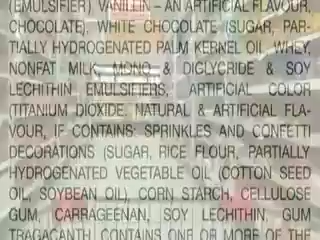 (EMULSIFIER) VANILLIN – AN ARTIFICIAL FLAVOUR,
CHOCOLATE), WHITE CHOCOLATE (SUGAR, PAR-
TIALLY HYDROGENATED PALM KERNEL OIL, WHEY,
NONFAT MILK, MONO & DIGLYCRIDE & SOY
LECHITHIN EMULSIFIERS, ARTIFICIAL COLOR
(TITANIUM DIOXIDE, NATURAL & ARTIFICIAL FLA-
VOUR, IF CONTAINS: SPRINKLES AND CONFETTI
DECORATIONS (SUGAR, RICE FLOUR, PARTIALLY
HYDROGENATED VEGETABLE OIL (COTTON SEED
OIL, SOYBEAN OIL), CORN STARCH, CELLULOSE
GUM, CARRAGEENAN, SOY LECHITHIN, GUM
TRAGACANTH) CONTAINS ONE OR MORE OF THE